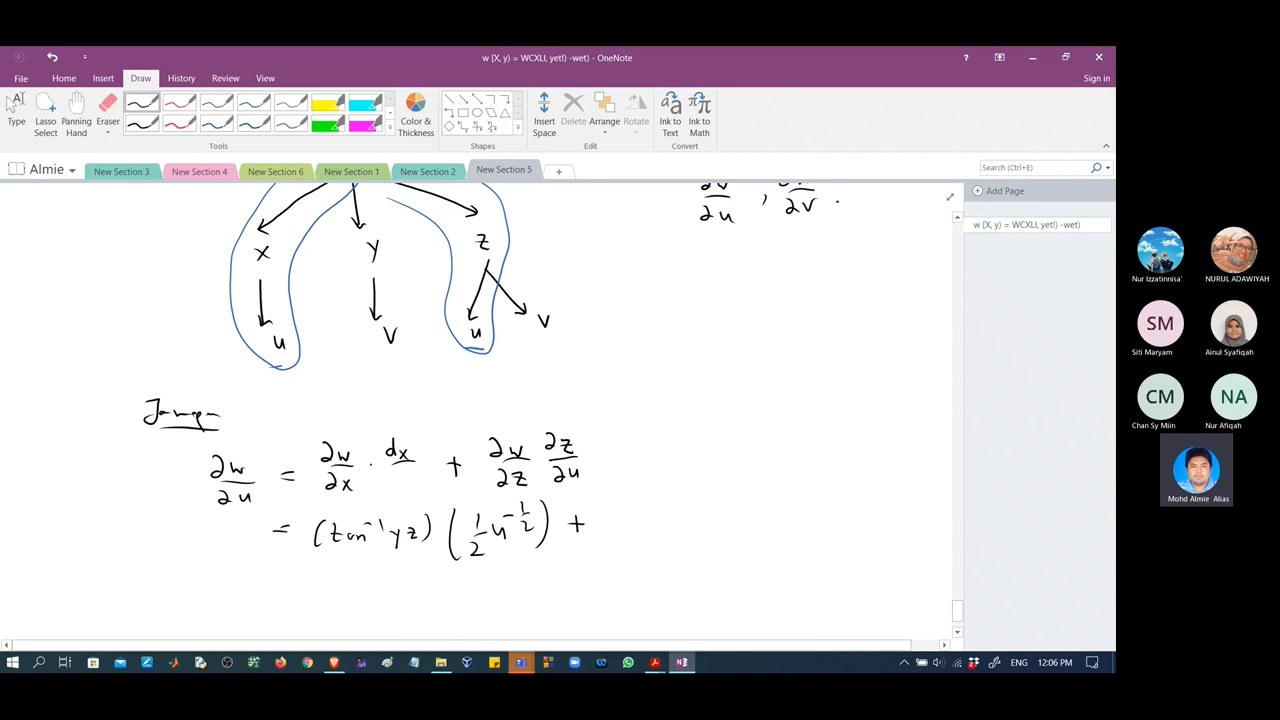 w [X, y) = WCXLI, yet!) -wet) - OneNote
File Home Insert Draw History Review View Sign in
Type
Lasso Select
Panning Hand
Eraser
Color & Thickness
Insert Space
Delete
Arrange
Rotate
Ink to Text
Ink to Math
Tools Shapes Edit Convert
Almie New Section 3 New Section 4 New Section 6 New Section 1 New Section 2 New Section 5
Search (Ctrl+E)
Add Page
w [X, y) = WCXLI, yet!) -wet)
∂u , ∂v .
x y z
u v u v
∂w/∂u = ∂w/∂x · dx + ∂w/∂z ∂z/∂u
= (tan⁻¹ yz) (1/2 u^-1/2) +
Nur Izzatinnisa'
NURUL ADAWIYAH
SM
Siti Maryam
Ainul Syafiqah
CM
Chan Sy Miin
NA
Nur Afiqah
Mohd Almie Alias
ENG 12:06 PM